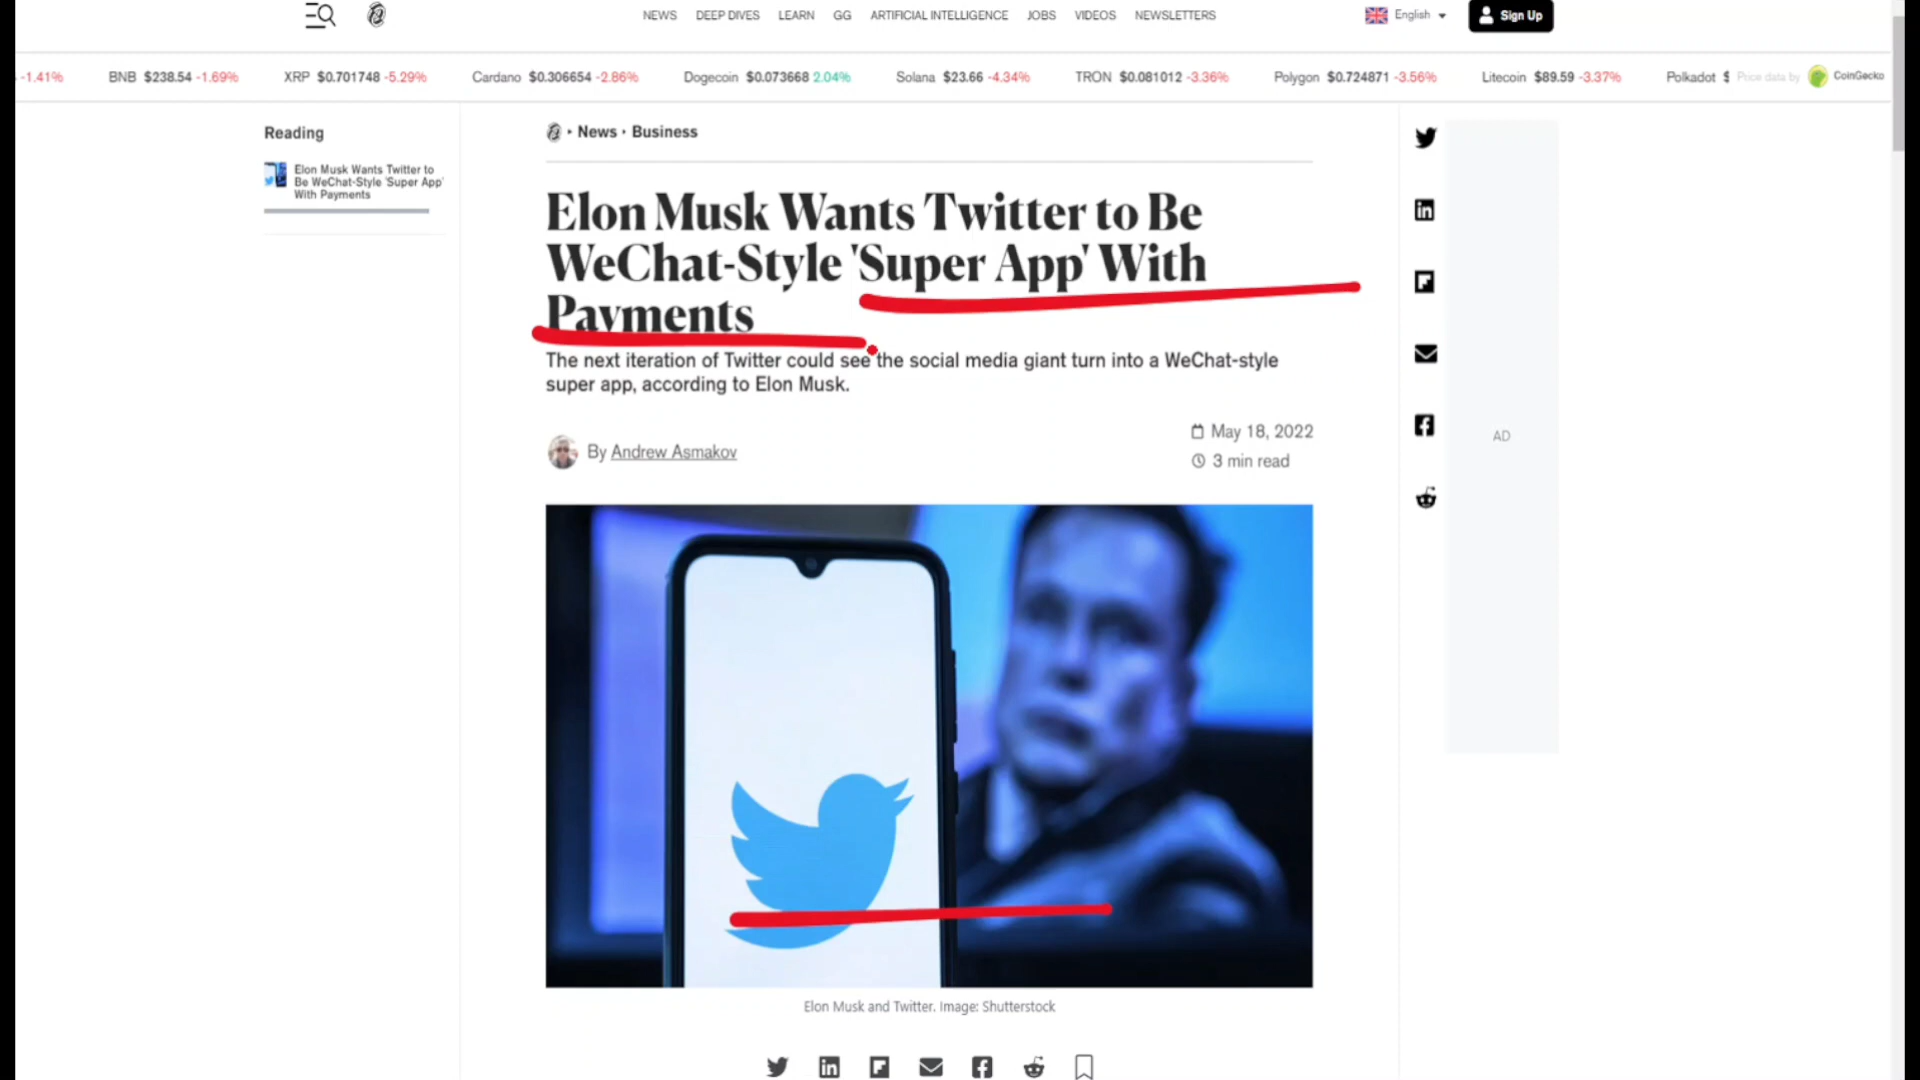 NEWS DEEP DIVES LEARN GG ARTIFICIAL INTELLIGENCE JOBS VIDEOS NEWSLETTERS English Sign Up
-1.41% BNB $238.54 -1.69% XRP $0.701748 -5.29% Cardano $0.306654 -2.86% Dogecoin $0.073668 2.04% Solana $23.66 -4.34% TRON $0.081012 -3.36% Polygon $0.724871 -3.56% Litecoin $89.59 -3.37% Polkadot $ Price data by CoinGecko
Reading
Elon Musk Wants Twitter to
Be WeChat-Style 'Super App'
With Payments
News Business
Elon Musk Wants Twitter to Be
WeChat-Style 'Super App' With
Payments
The next iteration of Twitter could see the social media giant turn into a WeChat-style
super app, according to Elon Musk.
By Andrew Asmakov
May 18, 2022
3 min read
AD
Elon Musk and Twitter. Image: Shutterstock